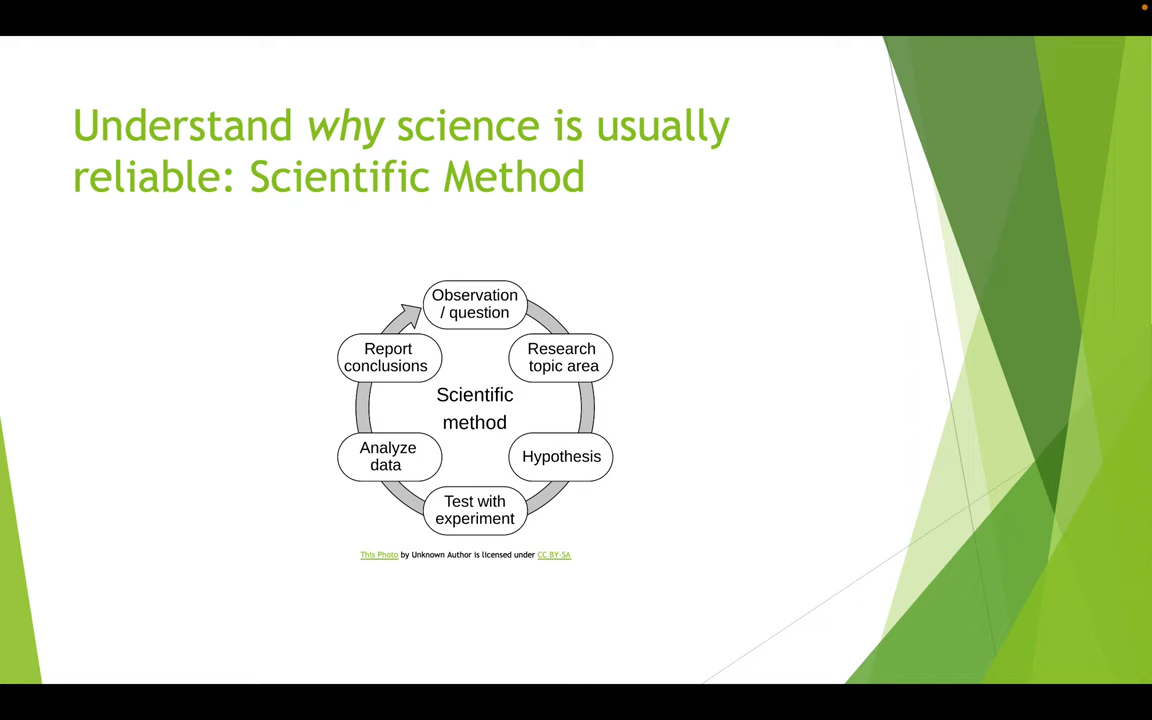 Understand why science is usually
reliable: Scientific Method
Observation
/ question
Research
topic area
Hypothesis
Test with
experiment
Analyze
data
Report
conclusions
Scientific
method
This Photo by Unknown Author is licensed under CC BY-SA